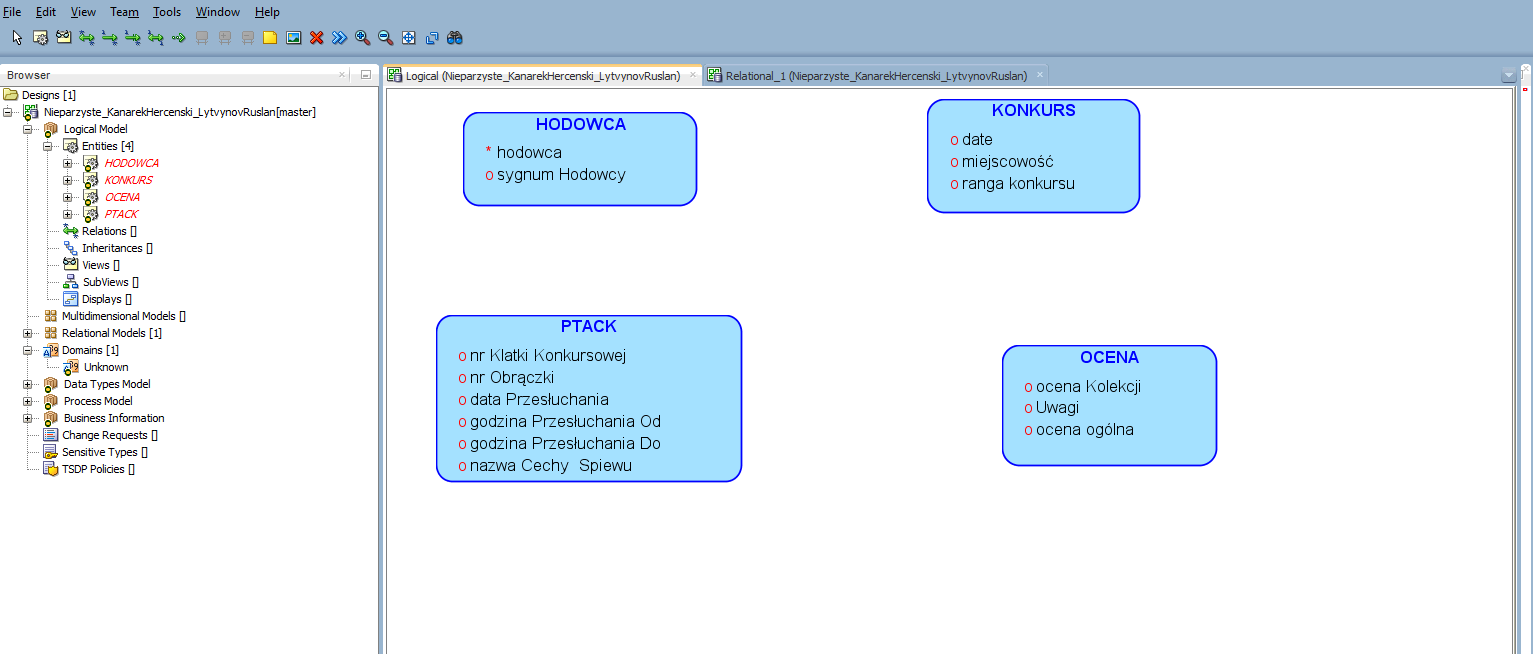 File Edit View Team Tools Window Help
Browser
Designs [1]
Nieparzyste_KanarekHercenski_LytvynovRuslan[master]
Logical Model
Entities [4]
HODOWCA
KONKURS
OCENA
PTACK
Relations []
Inheritances []
Views []
SubViews []
Displays []
Multidimensional Models []
Relational Models [1]
Domains [1]
Unknown
Data Types Model
Process Model
Business Information
Change Requests []
Sensitive Types []
TSDP Policies []
Logical (Nieparzyste_KanarekHercenski_LytvynovRuslan)
Relational_1 (Nieparzyste_KanarekHercenski_LytvynovRuslan)
HODOWCA
* hodowca
o sygnum Hodowcy
KONKURS
o date
o miejscowość
o ranga konkursu
PTACK
o nr Klatki Konkursowej
o nr Obrączki
o data Przesłuchania
o godzina Przesłuchania Od
o godzina Przesłuchania Do
o nazwa Cechy  Spiewu
OCENA
o ocena Kolekcji
o Uwagi
o ocena ogólna